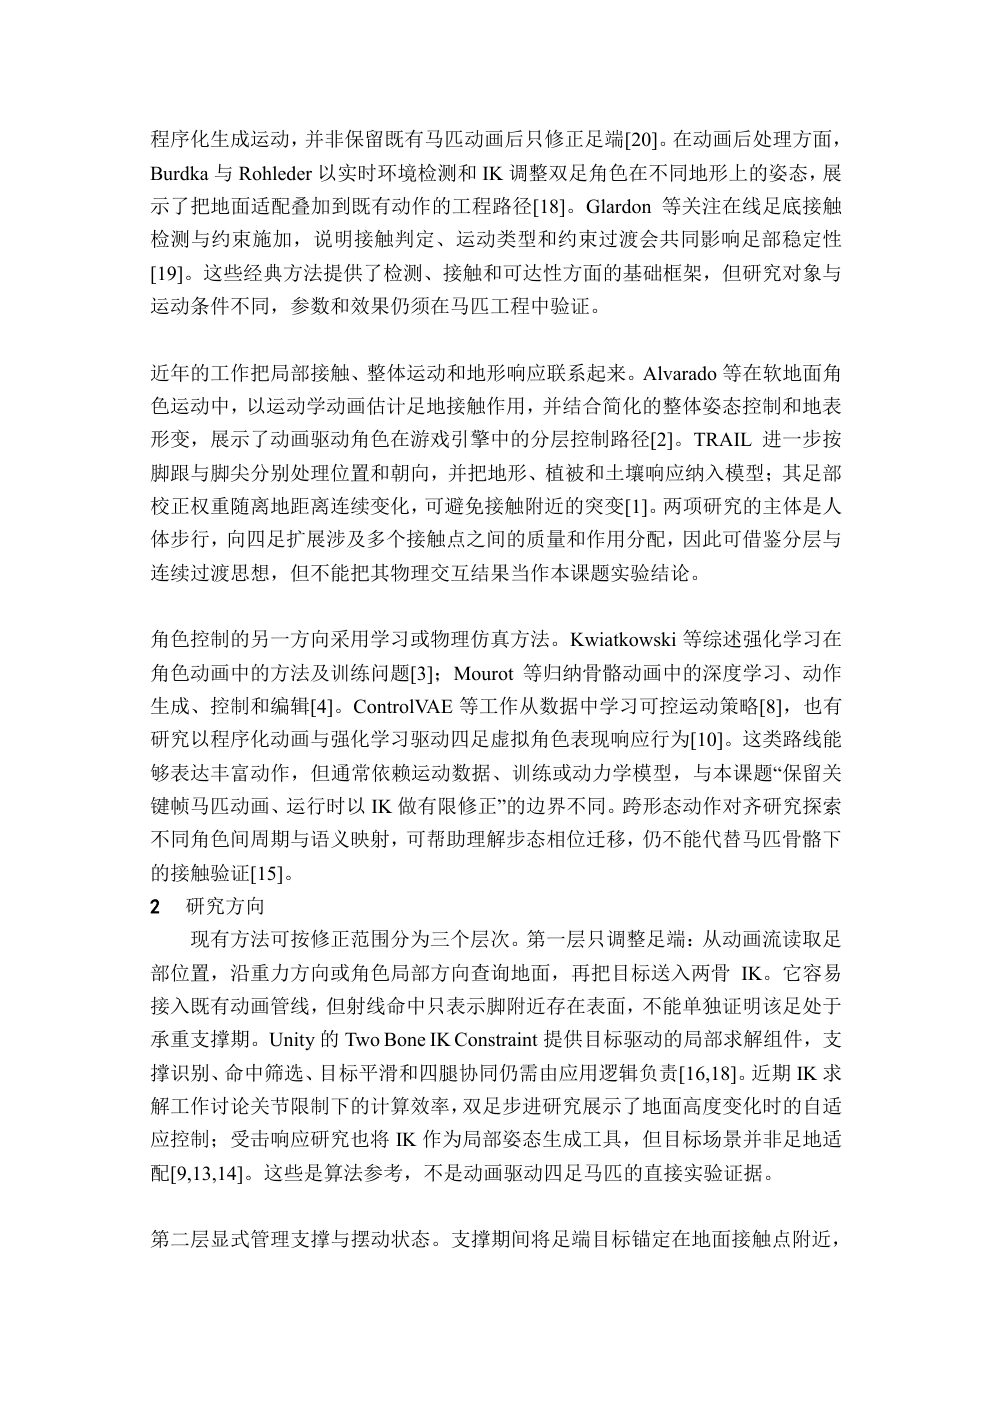 程序化生成运动，并非保留既有马匹动画后只修正足端[20]。在动画后处理方面，
Burdka 与 Rohleder 以实时环境检测和 IK 调整双足角色在不同地形上的姿态，展
示了把地面适配叠加到既有动作的工程路径[18]。Glardon 等关注在线足底接触
检测与约束施加，说明接触判定、运动类型和约束过渡会共同影响足部稳定性
[19]。这些经典方法提供了检测、接触和可达性方面的基础框架，但研究对象与
运动条件不同，参数和效果仍须在马匹工程中验证。
近年的工作把局部接触、整体运动和地形响应联系起来。Alvarado 等在软地面角
色运动中，以运动学动画估计足地接触作用，并结合简化的整体姿态控制和地表
形变，展示了动画驱动角色在游戏引擎中的分层控制路径[2]。TRAIL 进一步按
脚跟与脚尖分别处理位置和朝向，并把地形、植被和土壤响应纳入模型；其足部
校正权重随离地距离连续变化，可避免接触附近的突变[1]。两项研究的主体是人
体步行，向四足扩展涉及多个接触点之间的质量和作用分配，因此可借鉴分层与
连续过渡思想，但不能把其物理交互结果当作本课题实验结论。
角色控制的另一方向采用学习或物理仿真方法。Kwiatkowski 等综述强化学习在
角色动画中的方法及训练问题[3]；Mourot 等归纳骨骼动画中的深度学习、动作
生成、控制和编辑[4]。ControlVAE 等工作从数据中学习可控运动策略[8]，也有
研究以程序化动画与强化学习驱动四足虚拟角色表现响应行为[10]。这类路线能
够表达丰富动作，但通常依赖运动数据、训练或动力学模型，与本课题“保留关
键帧马匹动画、运行时以 IK 做有限修正”的边界不同。跨形态动作对齐研究探索
不同角色间周期与语义映射，可帮助理解步态相位迁移，仍不能代替马匹骨骼下
的接触验证[15]。
2 研究方向
现有方法可按修正范围分为三个层次。第一层只调整足端：从动画流读取足
部位置，沿重力方向或角色局部方向查询地面，再把目标送入两骨 IK。它容易
接入既有动画管线，但射线命中只表示脚附近存在表面，不能单独证明该足处于
承重支撑期。Unity 的 Two Bone IK Constraint 提供目标驱动的局部求解组件，支
撑识别、命中筛选、目标平滑和四腿协同仍需由应用逻辑负责[16,18]。近期 IK 求
解工作讨论关节限制下的计算效率，双足步进研究展示了地面高度变化时的自适
应控制；受击响应研究也将 IK 作为局部姿态生成工具，但目标场景并非足地适
配[9,13,14]。这些是算法参考，不是动画驱动四足马匹的直接实验证据。
第二层显式管理支撑与摆动状态。支撑期间将足端目标锚定在地面接触点附近，